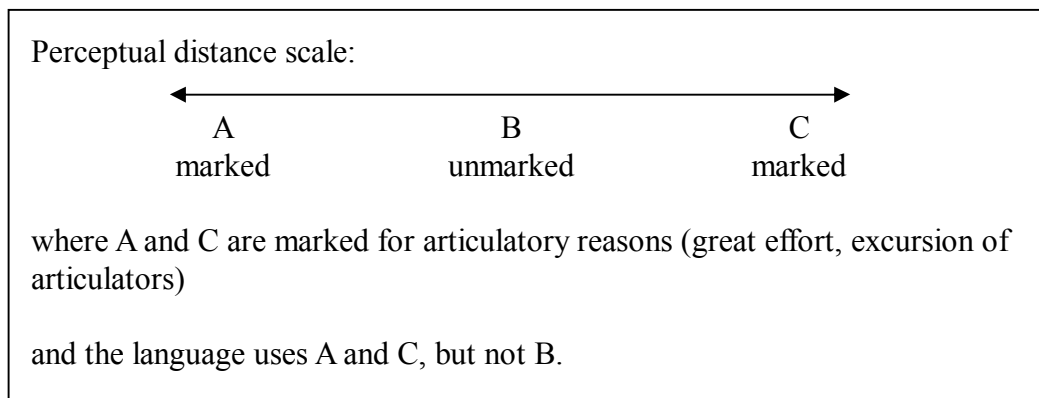 Perceptual distance scale:
A B C
marked unmarked marked
where A and C are marked for articulatory reasons (great effort, excursion of
articulators)
and the language uses A and C, but not B.